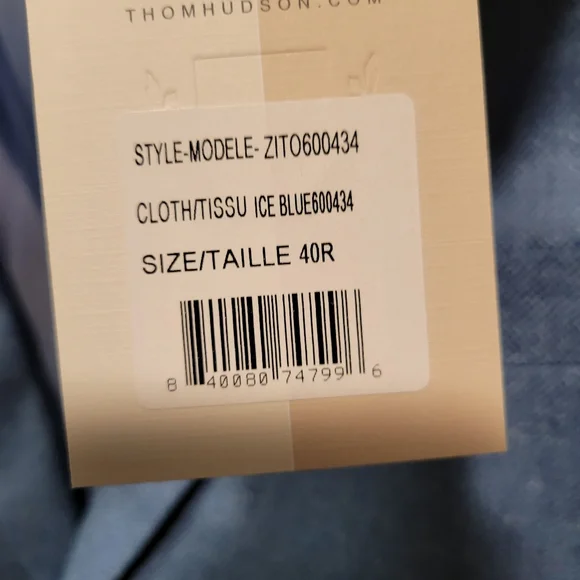 THOMHUDSON.COM
STYLE-MODELE- ZITO600434
CLOTH/TISSU ICE BLUE600434
SIZE/TAILLE 40R
8 40080 74799 6